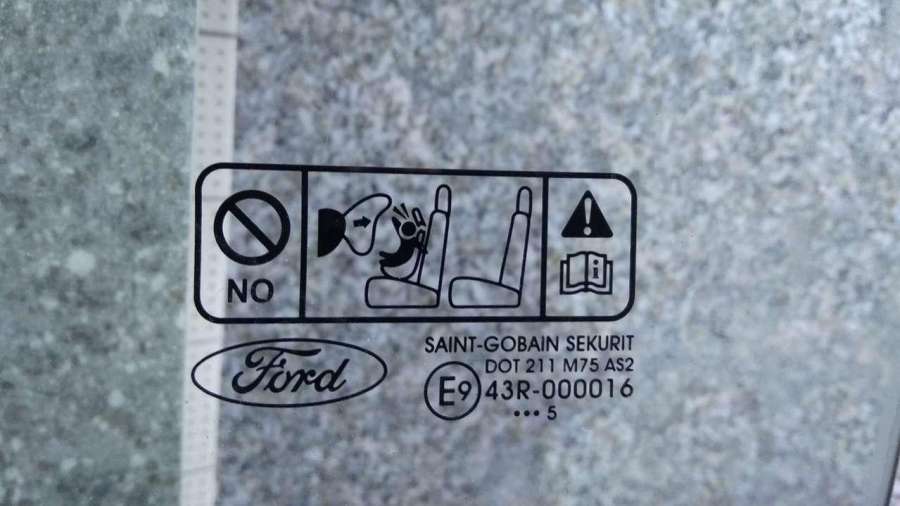 NO
i
Ford
SAINT-GOBAIN SEKURIT
DOT 211 M75 AS2
E9 43R-000016
••• 5